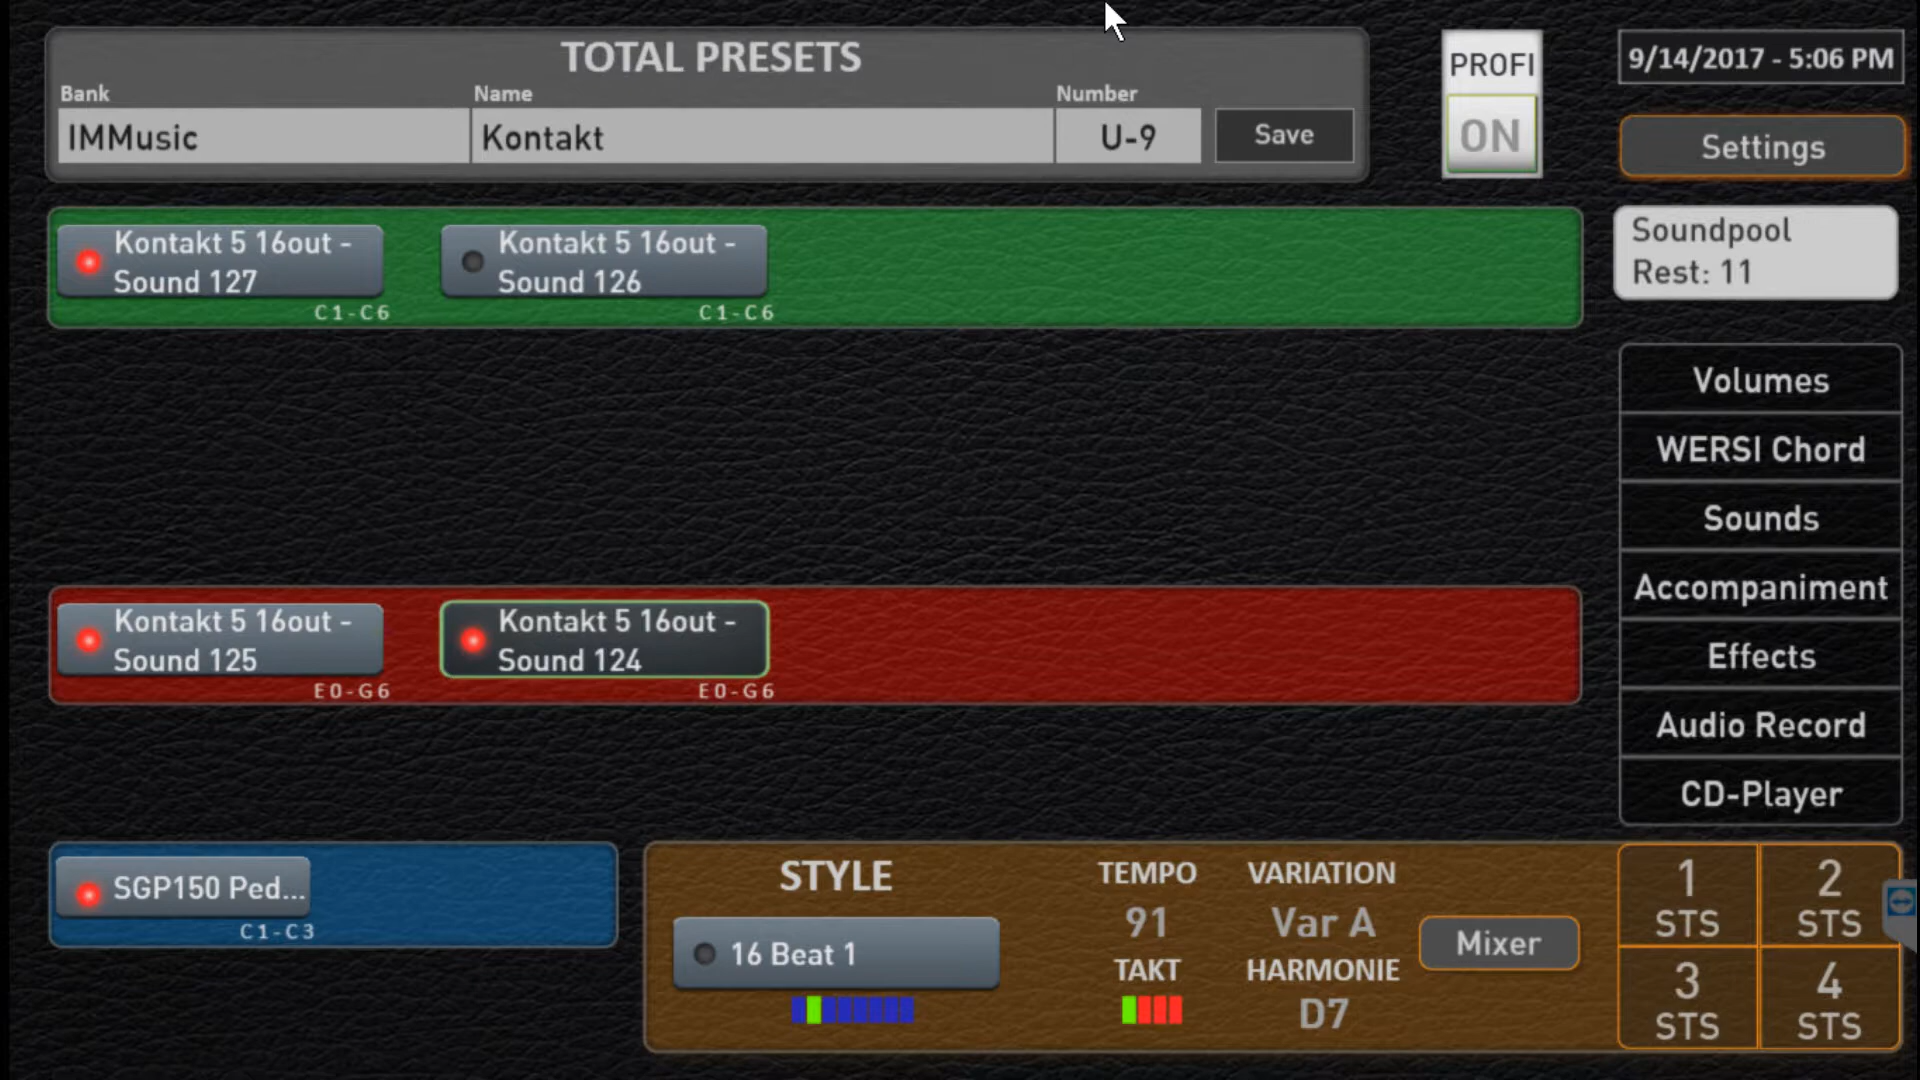 TOTAL PRESETS
Bank Name Number
IMMusic Kontakt U-9 Save
PROFI
ON
9/14/2017 - 5:06 PM
Settings
Kontakt 5 16out -
Sound 127
C1-C6
Kontakt 5 16out -
Sound 126
C1-C6
Soundpool
Rest: 11
Volumes
WERSI Chord
Sounds
Accompaniment
Effects
Audio Record
CD-Player
Kontakt 5 16out -
Sound 125
E0-G6
Kontakt 5 16out -
Sound 124
E0-G6
SGP150 Ped...
C1-C3
STYLE
16 Beat 1
TEMPO
91
TAKT
VARIATION
Var A
HARMONIE
D7
Mixer
1
STS
2
STS
3
STS
4
STS